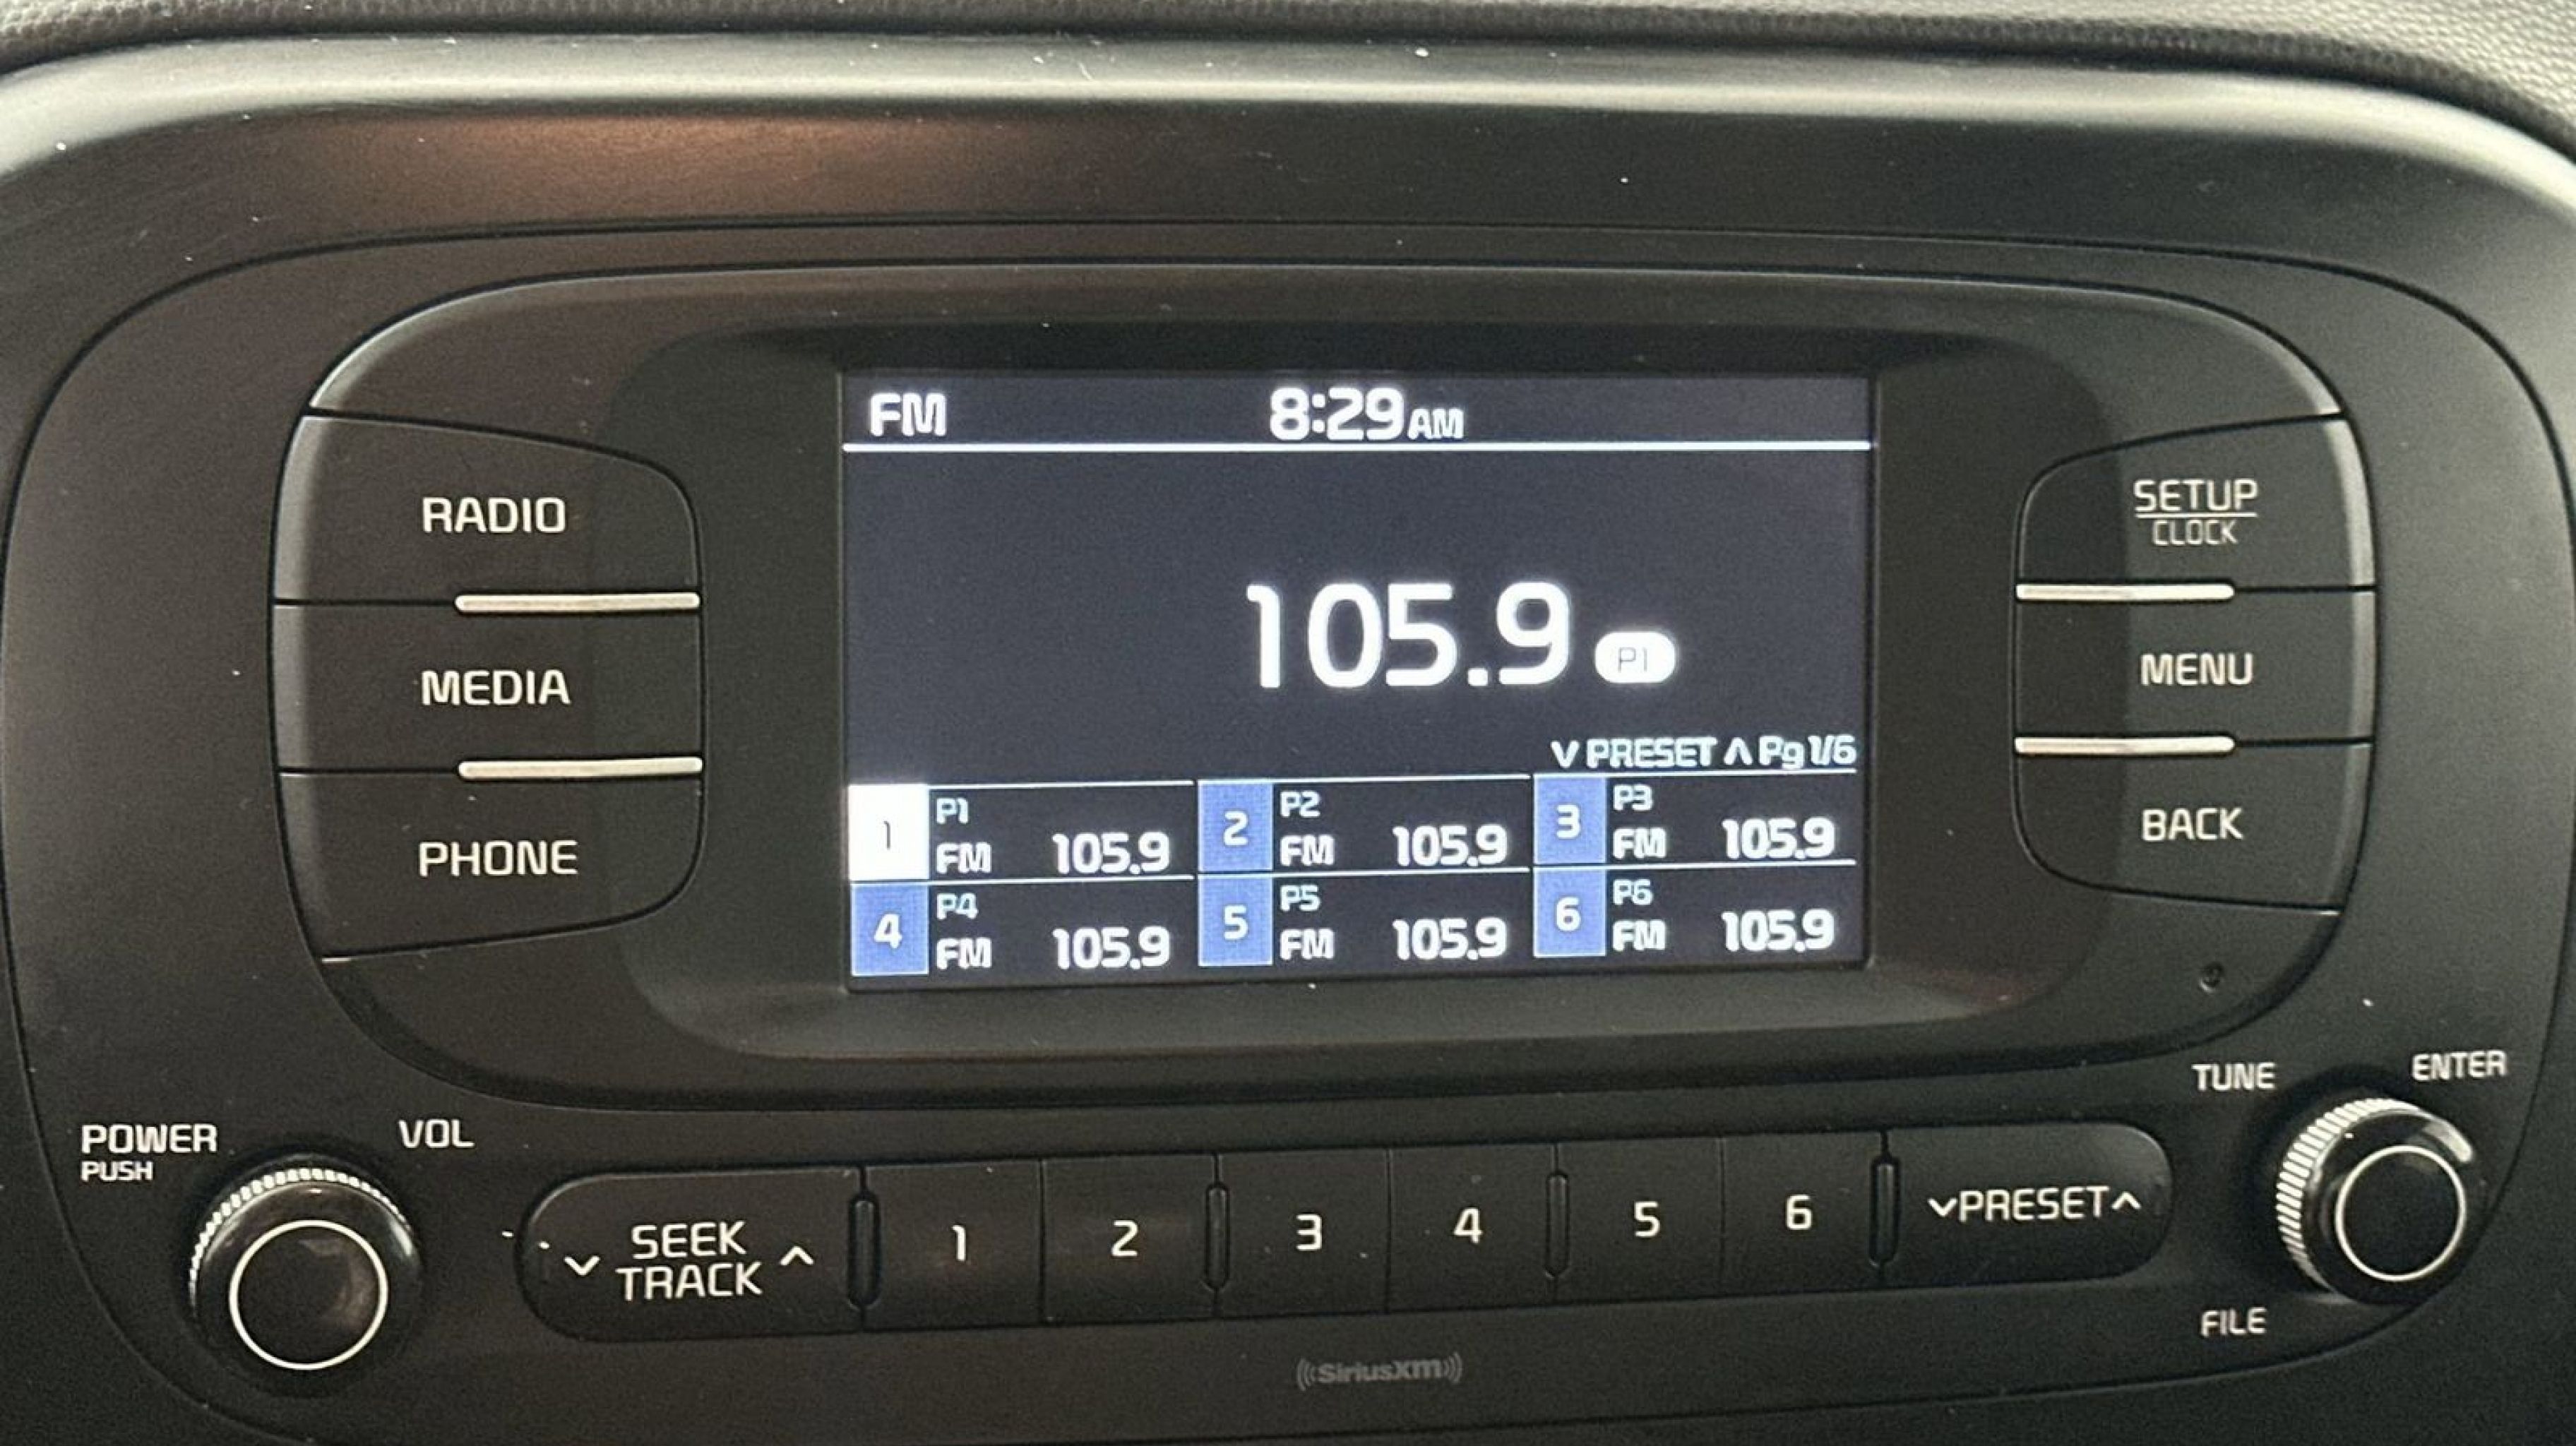 FM 8:29 AM
RADIO
MEDIA
PHONE
105.9 P1
V PRESET Λ Pg 1/6
1 P1 FM 105.9
2 P2 FM 105.9
3 P3 FM 105.9
4 P4 FM 105.9
5 P5 FM 105.9
6 P6 FM 105.9
SETUP
CLOCK
MENU
BACK
POWER
PUSH
VOL
SEEK
TRACK
1 2 3 4 5 6
PRESET
TUNE
ENTER
FILE
SiriusXM